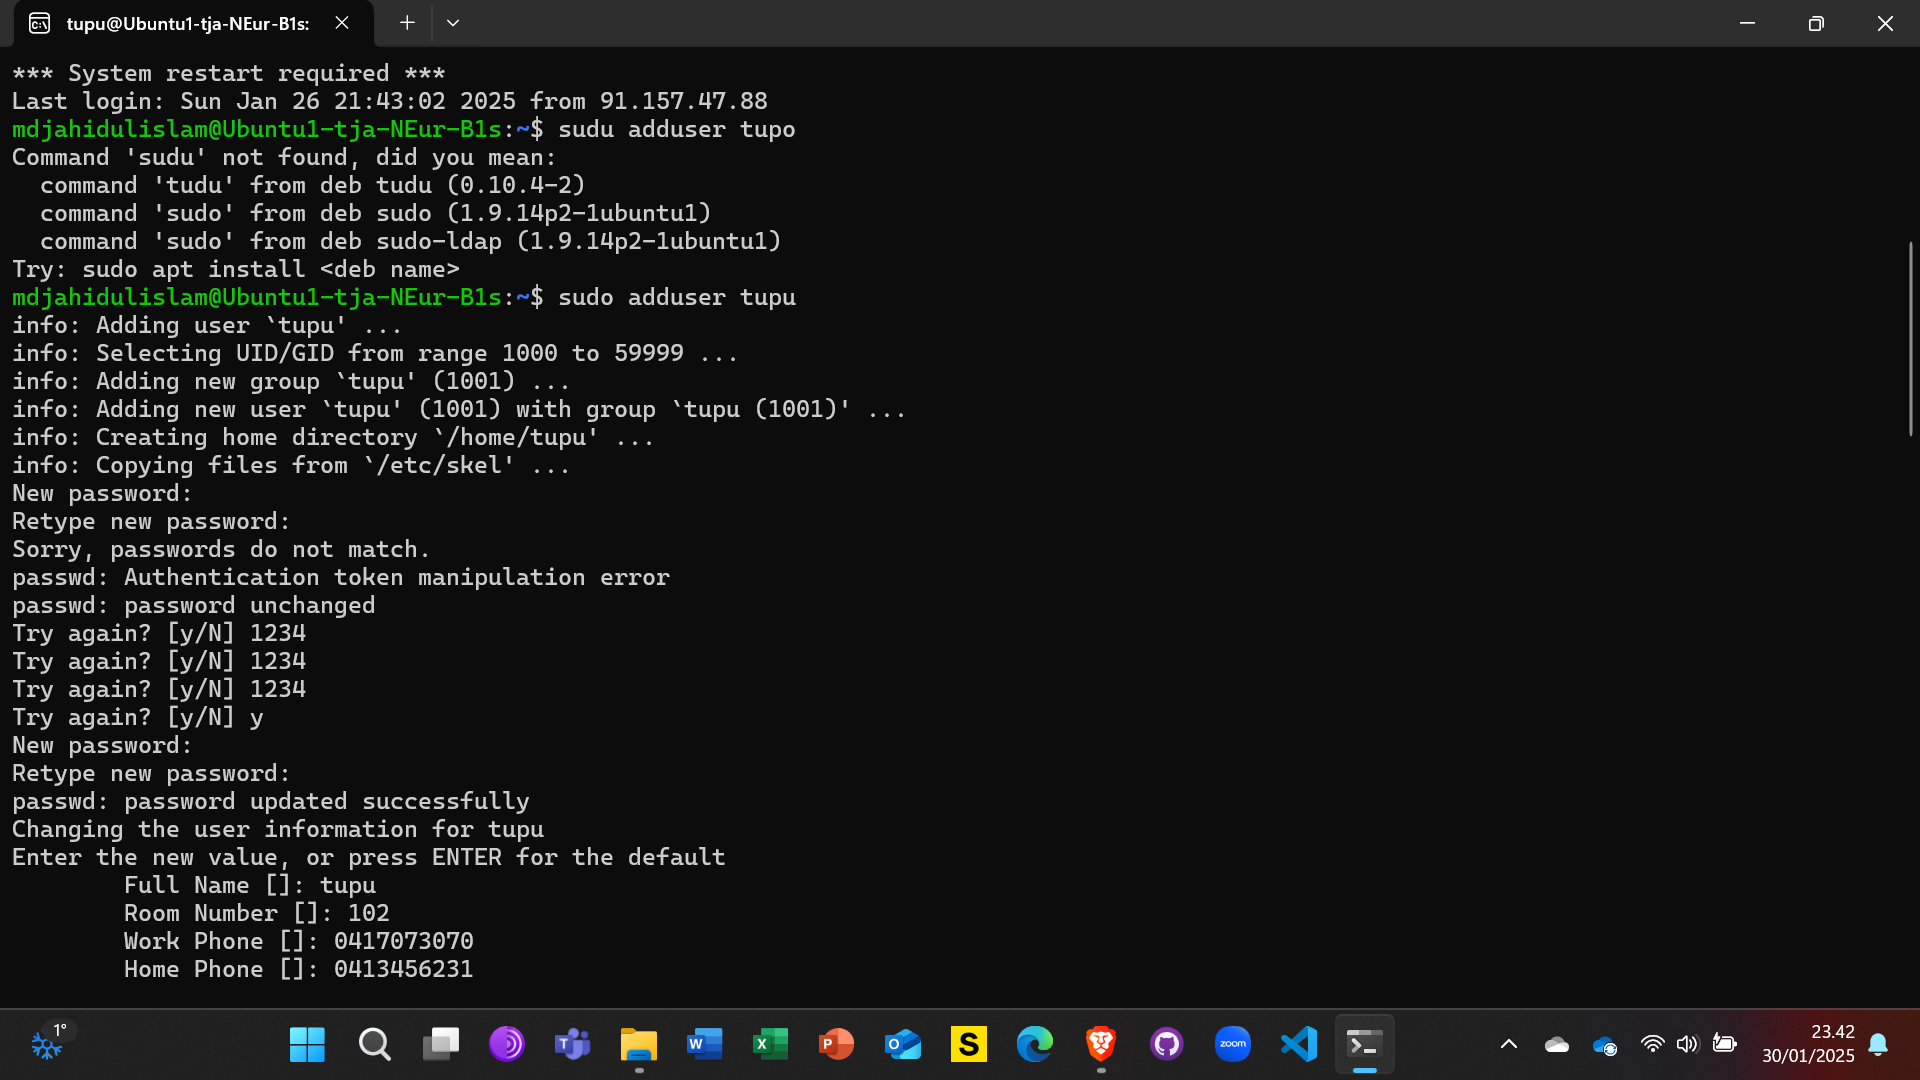 tupu@Ubuntu1-tja-NEur-B1s:
*** System restart required ***
Last login: Sun Jan 26 21:43:02 2025 from 91.157.47.88
mdjahidulislam@Ubuntu1-tja-NEur-B1s:~$ sudu adduser tupo
Command 'sudu' not found, did you mean:
  command 'tudu' from deb tudu (0.10.4-2)
  command 'sudo' from deb sudo (1.9.14p2-1ubuntu1)
  command 'sudo' from deb sudo-ldap (1.9.14p2-1ubuntu1)
Try: sudo apt install <deb name>
mdjahidulislam@Ubuntu1-tja-NEur-B1s:~$ sudo adduser tupu
info: Adding user `tupu' ...
info: Selecting UID/GID from range 1000 to 59999 ...
info: Adding new group `tupu' (1001) ...
info: Adding new user `tupu' (1001) with group `tupu (1001)' ...
info: Creating home directory `/home/tupu' ...
info: Copying files from `/etc/skel' ...
New password:
Retype new password:
Sorry, passwords do not match.
passwd: Authentication token manipulation error
passwd: password unchanged
Try again? [y/N] 1234
Try again? [y/N] 1234
Try again? [y/N] 1234
Try again? [y/N] y
New password:
Retype new password:
passwd: password updated successfully
Changing the user information for tupu
Enter the new value, or press ENTER for the default
        Full Name []: tupu
        Room Number []: 102
        Work Phone []: 0417073070
        Home Phone []: 0413456231
1°
zoom
23.42
30/01/2025